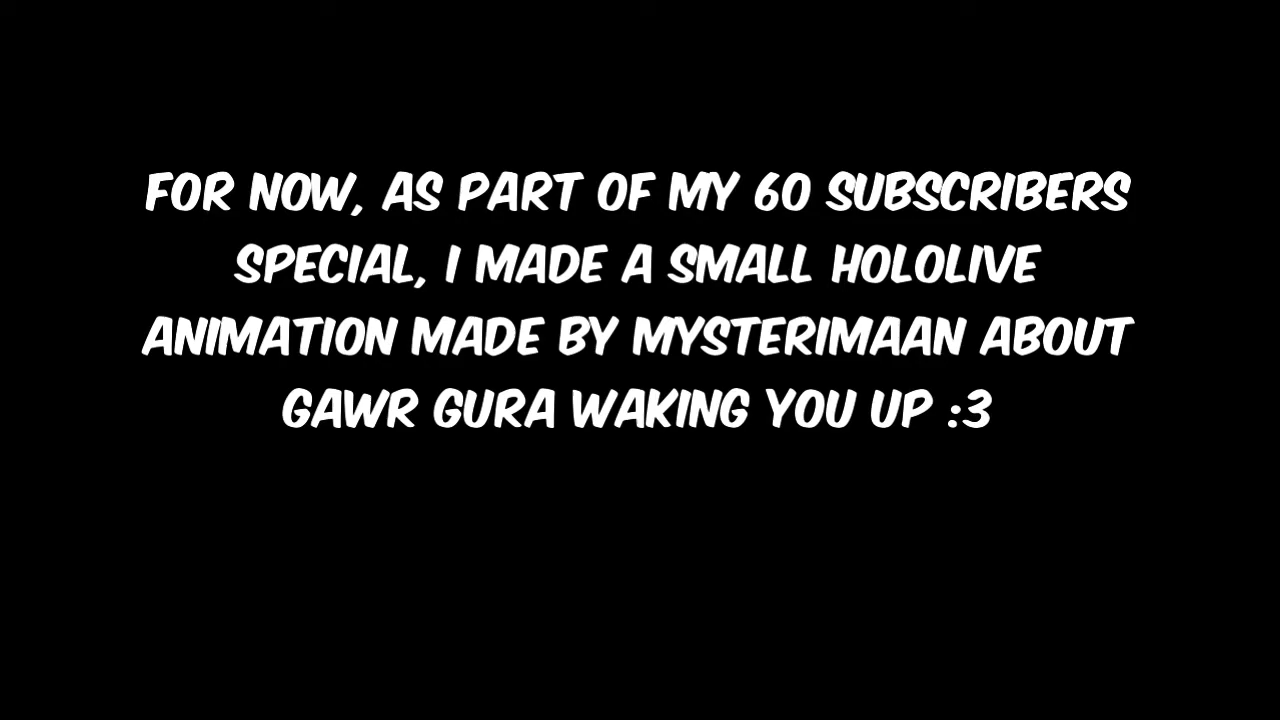 FOR NOW, AS PART OF MY 60 SUBSCRIBERS
SPECIAL, I MADE A SMALL HOLOLIVE
ANIMATION MADE BY MYSTERIMAAN ABOUT
GAWR GURA WAKING YOU UP :3